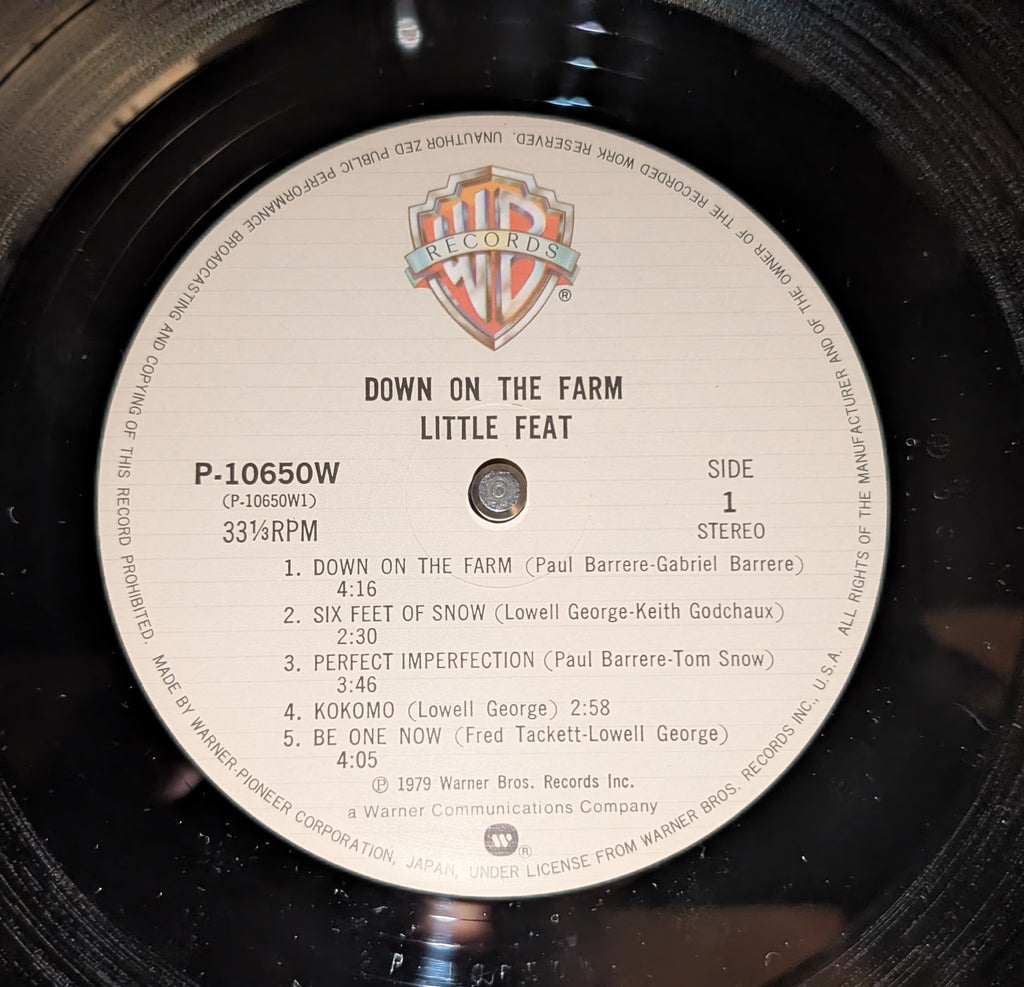 WB
RECORDS
®
DOWN ON THE FARM
LITTLE FEAT
P-10650W
(P-10650W1)
33⅓RPM
SIDE
1
STEREO
1. DOWN ON THE FARM (Paul Barrere-Gabriel Barrere)
4:16
2. SIX FEET OF SNOW (Lowell George-Keith Godchaux)
2:30
3. PERFECT IMPERFECTION (Paul Barrere-Tom Snow)
3:46
4. KOKOMO (Lowell George) 2:58
5. BE ONE NOW (Fred Tackett-Lowell George)
4:05
℗ 1979 Warner Bros. Records Inc.
a Warner Communications Company
W ®
MADE BY WARNER-PIONEER CORPORATION, JAPAN, UNDER LICENSE FROM WARNER BROS. RECORDS INC., U.S.A. ALL RIGHTS OF THE MANUFACTURER AND OF THE OWNER OF THE RECORDED WORK RESERVED. UNAUTHOR ZED PUBLIC PERFORMANCE BROADCASTING AND COPYING OF THIS RECORD PROHIBITED.